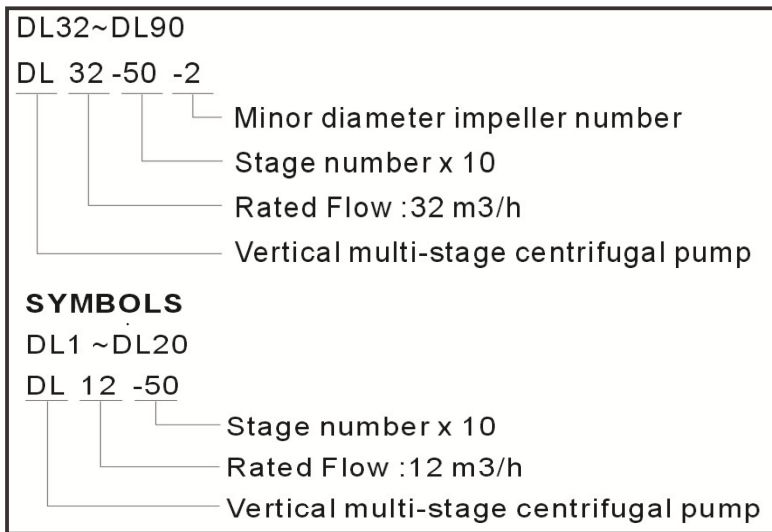 DL32~DL90
DL 32 -50 -2
Minor diameter impeller number
Stage number x 10
Rated Flow :32 m3/h
Vertical multi-stage centrifugal pump
SYMBOLS
DL1 ~DL20
DL 12 -50
Stage number x 10
Rated Flow :12 m3/h
Vertical multi-stage centrifugal pump